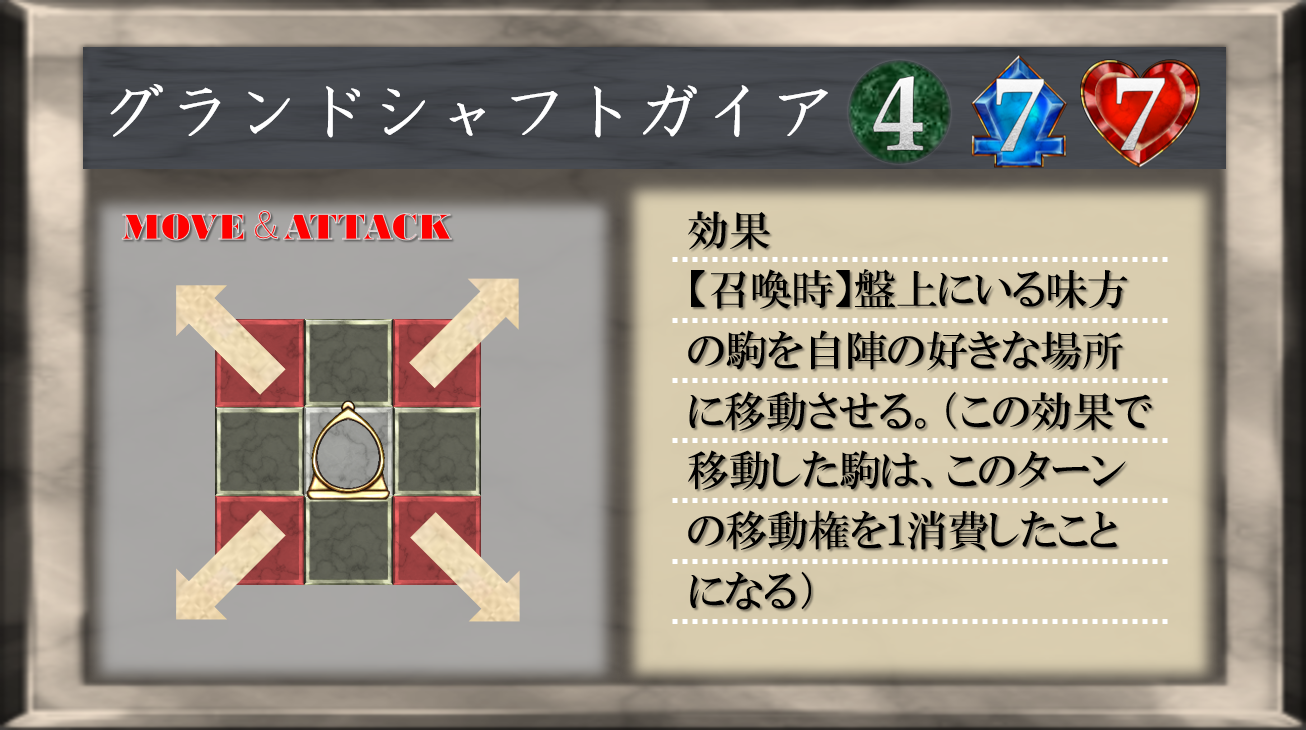 グランドシャフトガイア 4 7 7
MOVE & ATTACK
効果
【召喚時】盤上にいる味方
の駒を自陣の好きな場所
に移動させる。（この効果で
移動した駒は、このターン
の移動権を1消費したこと
になる）